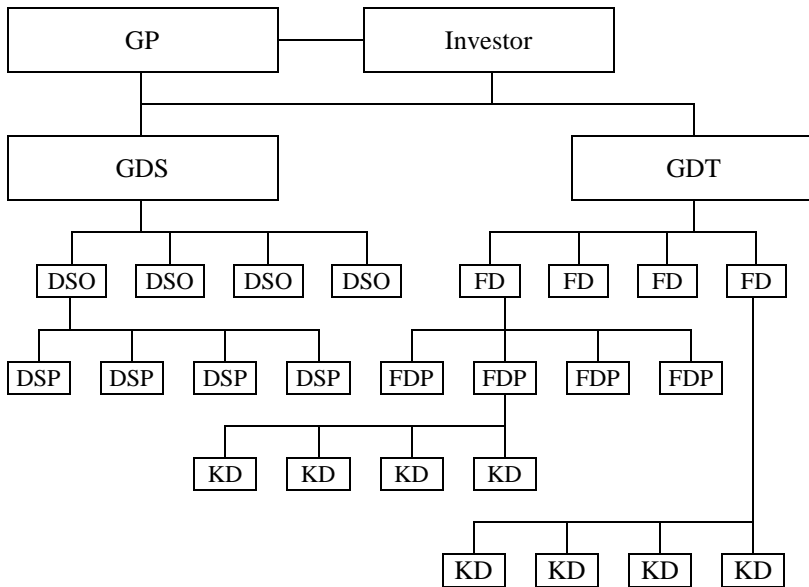 GP Investor
GDS GDT
DSO DSO DSO DSO FD FD FD FD
DSP DSP DSP DSP FDP FDP FDP FDP
KD KD KD KD
KD KD KD KD